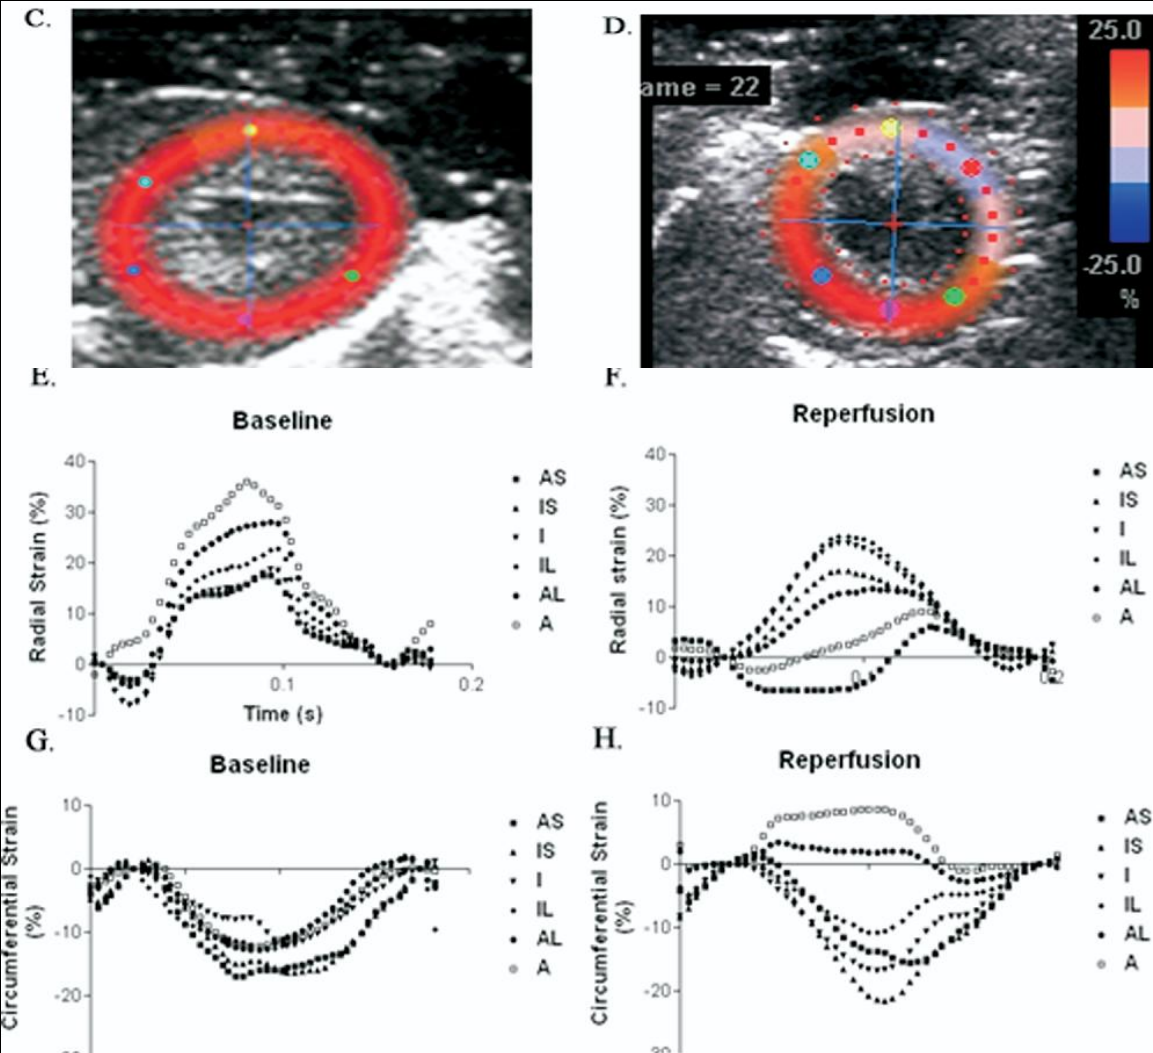 C.
D.
25.0
ame = 22
-25.0
%
E.
F.
Baseline
Reperfusion
40
30
20
10
0
-10
Radial Strain (%)
0.1
0.2
Time (s)
AS
IS
I
IL
AL
A
40
30
20
10
0
-10
Radial strain (%)
AS
IS
I
IL
AL
A
G.
H.
Baseline
Reperfusion
10
0
-10
-20
Circumferential Strain
(%)
AS
IS
I
IL
AL
A
10
0
-10
-20
Circumferential Strain
(%)
AS
IS
I
IL
AL
A